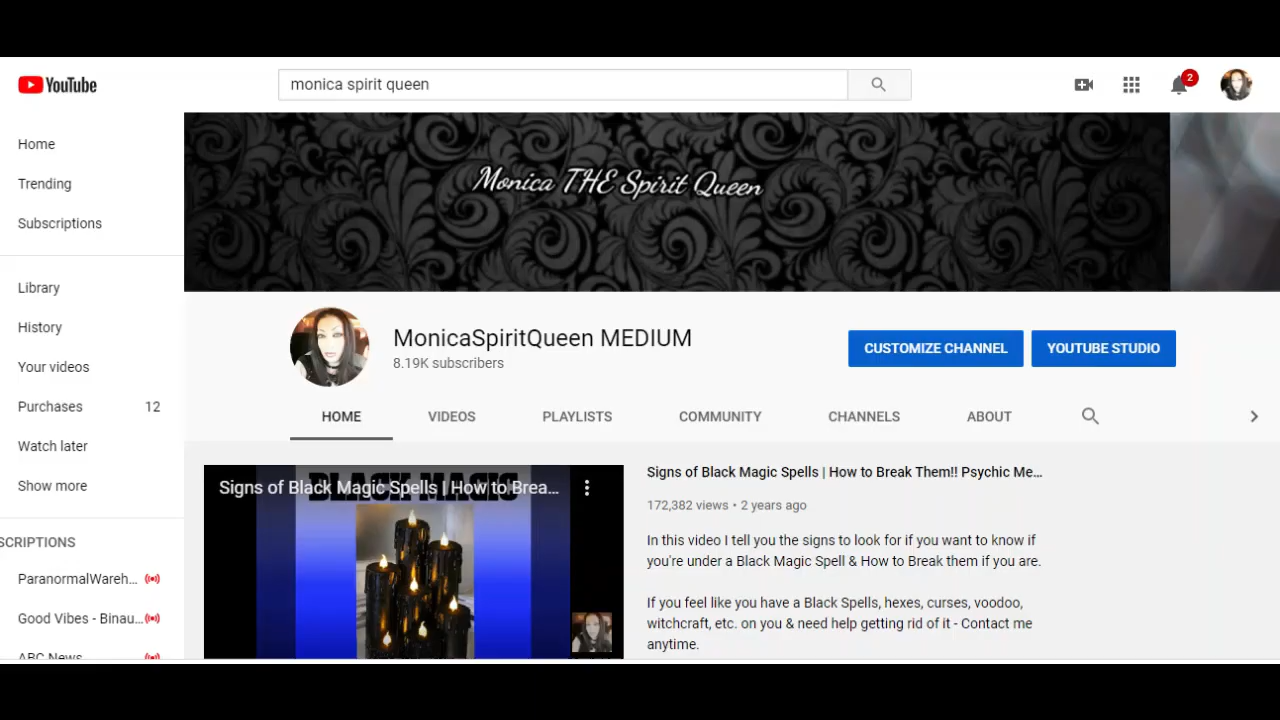 YouTube
monica spirit queen
2
Home
Trending
Subscriptions
Library
History
Your videos
Purchases 12
Watch later
Show more
SCRIPTIONS
ParanormalWareh...
Good Vibes - Binau...
ABC News
Monica THE Spirit Queen
MonicaSpiritQueen MEDIUM
8.19K subscribers
CUSTOMIZE CHANNEL
YOUTUBE STUDIO
HOME VIDEOS PLAYLISTS COMMUNITY CHANNELS ABOUT
BLACK MAGIC
Signs of Black Magic Spells | How to Brea...
Signs of Black Magic Spells | How to Break Them!! Psychic Me...
172,382 views • 2 years ago
In this video I tell you the signs to look for if you want to know if
you're under a Black Magic Spell & How to Break them if you are.
If you feel like you have a Black Spells, hexes, curses, voodoo,
witchcraft, etc. on you & need help getting rid of it - Contact me
anytime.